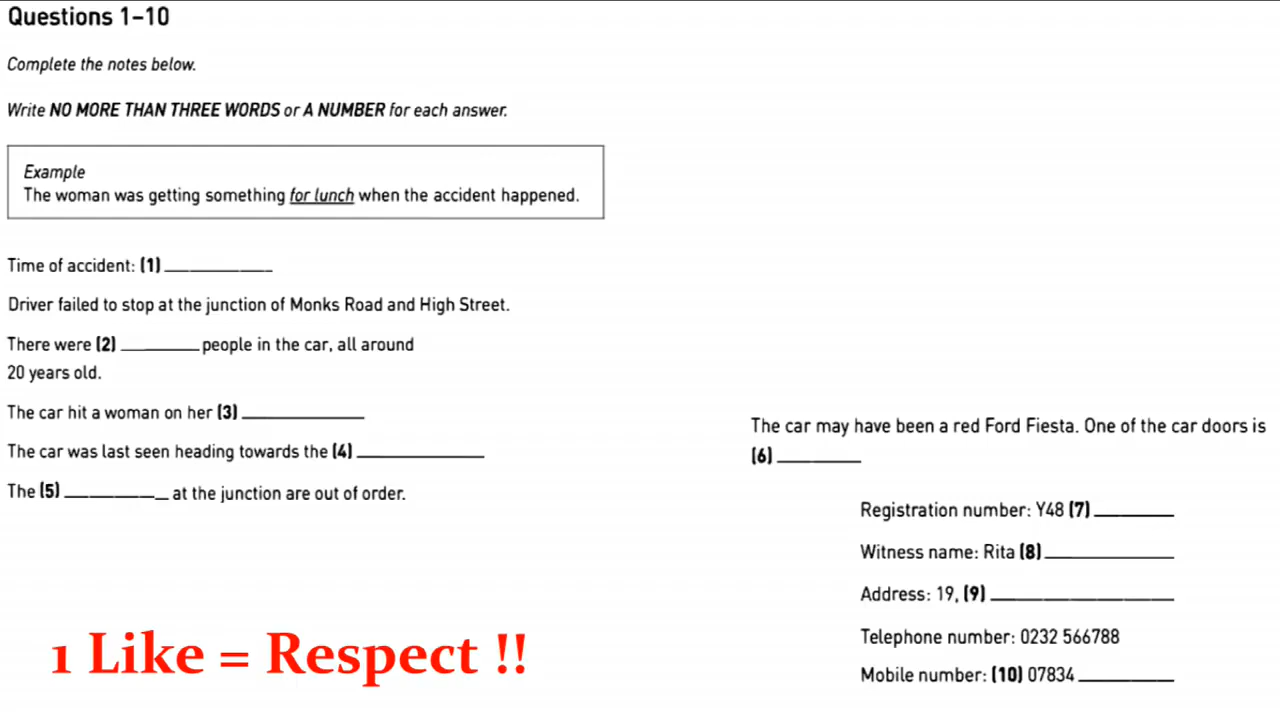 Questions 1–10
Complete the notes below.
Write NO MORE THAN THREE WORDS or A NUMBER for each answer.
Example
The woman was getting something for lunch when the accident happened.
Time of accident: (1) ___________
Driver failed to stop at the junction of Monks Road and High Street.
There were (2) ________ people in the car, all around
20 years old.
The car hit a woman on her (3) ____________
The car was last seen heading towards the (4) ____________
The (5) __________ at the junction are out of order.
The car may have been a red Ford Fiesta. One of the car doors is
(6) ________
Registration number: Y48 (7) ________
Witness name: Rita (8) ____________
Address: 19, (9) __________________
Telephone number: 0232 566788
Mobile number: (10) 07834 _________
1 Like = Respect !!